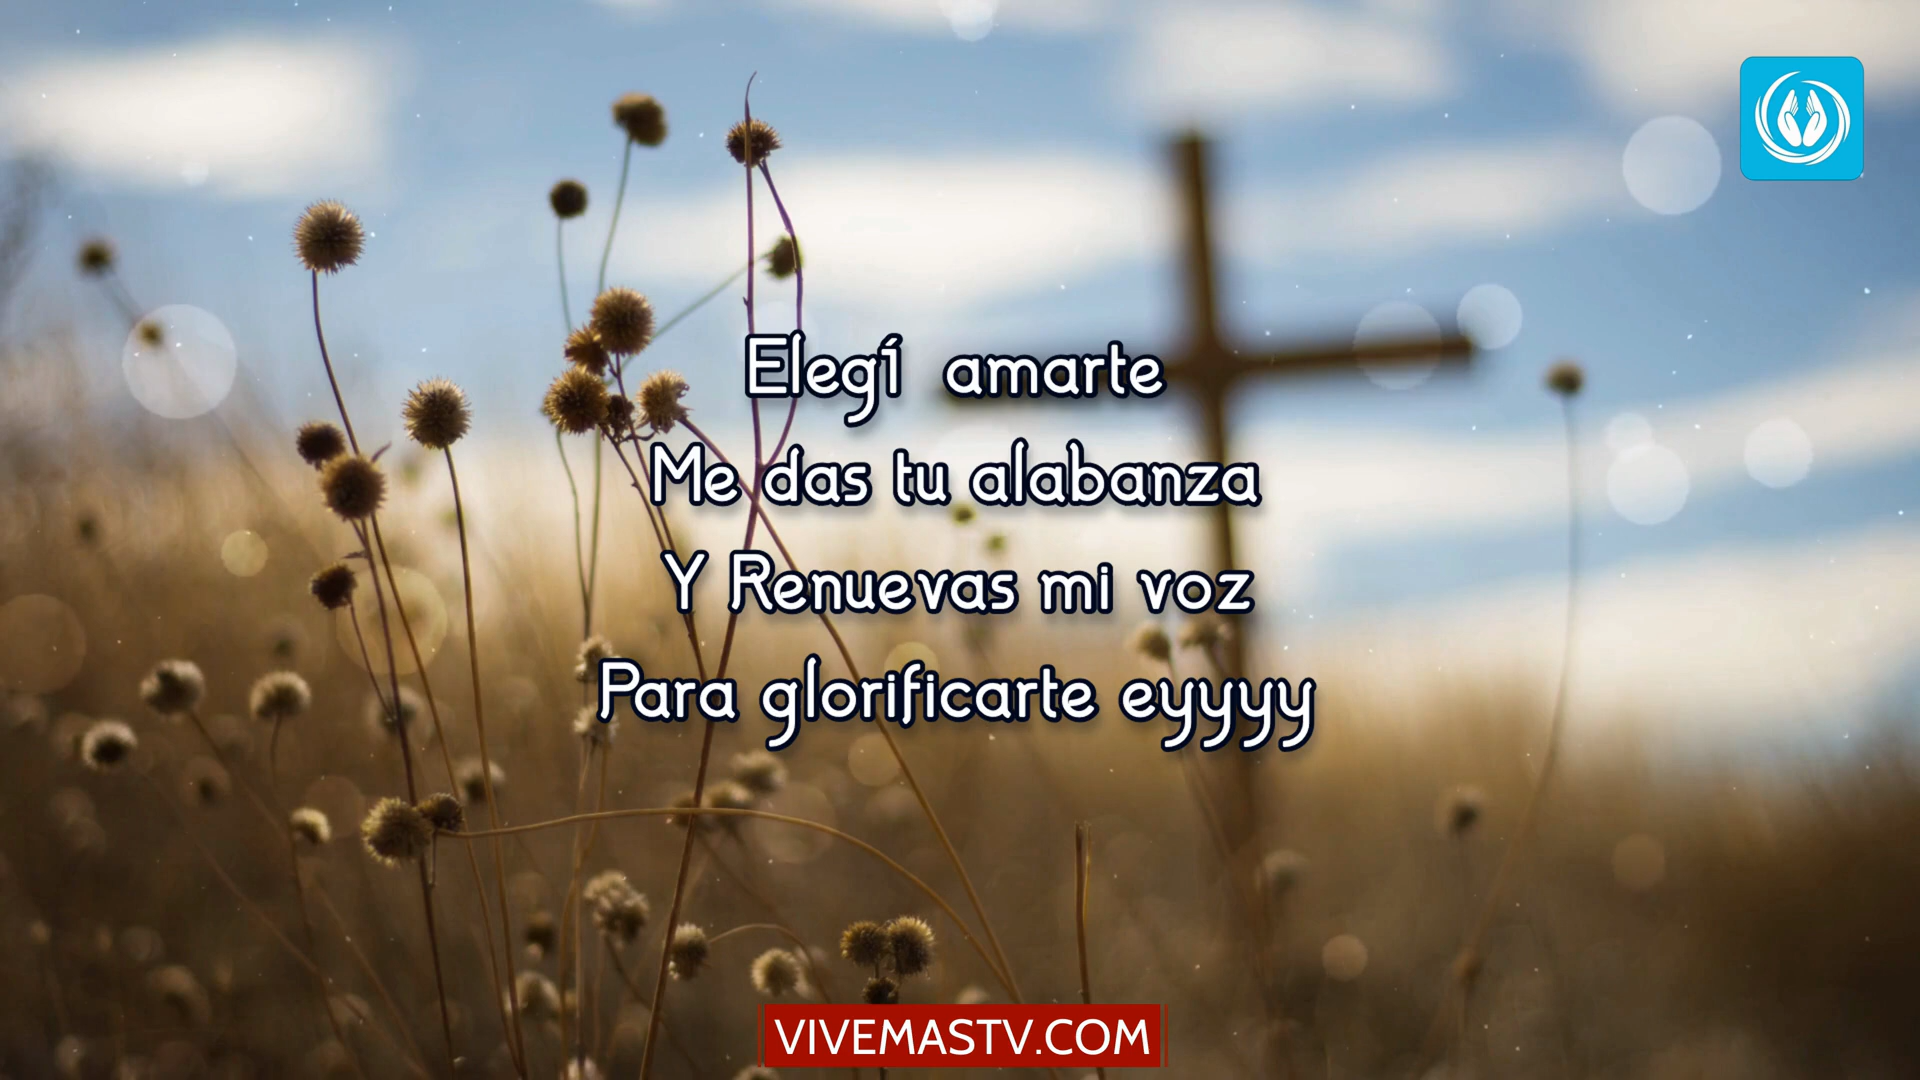 Elegí amarte
Me das tu alabanza
Y Renuevas mi voz
Para glorificarte eyyyy
VIVEMASTV.COM